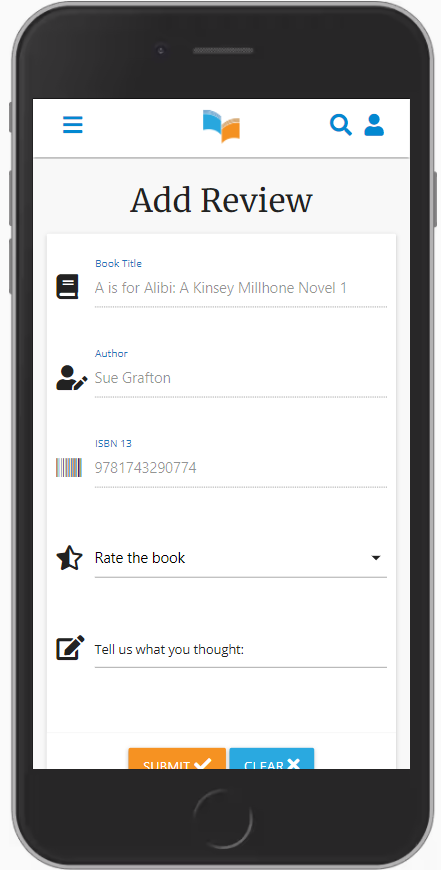 Add Review
Book Title
A is for Alibi: A Kinsey Millhone Novel 1
Author
Sue Grafton
ISBN 13
9781743290774
Rate the book
Tell us what you thought:
SUBMIT CLEAR